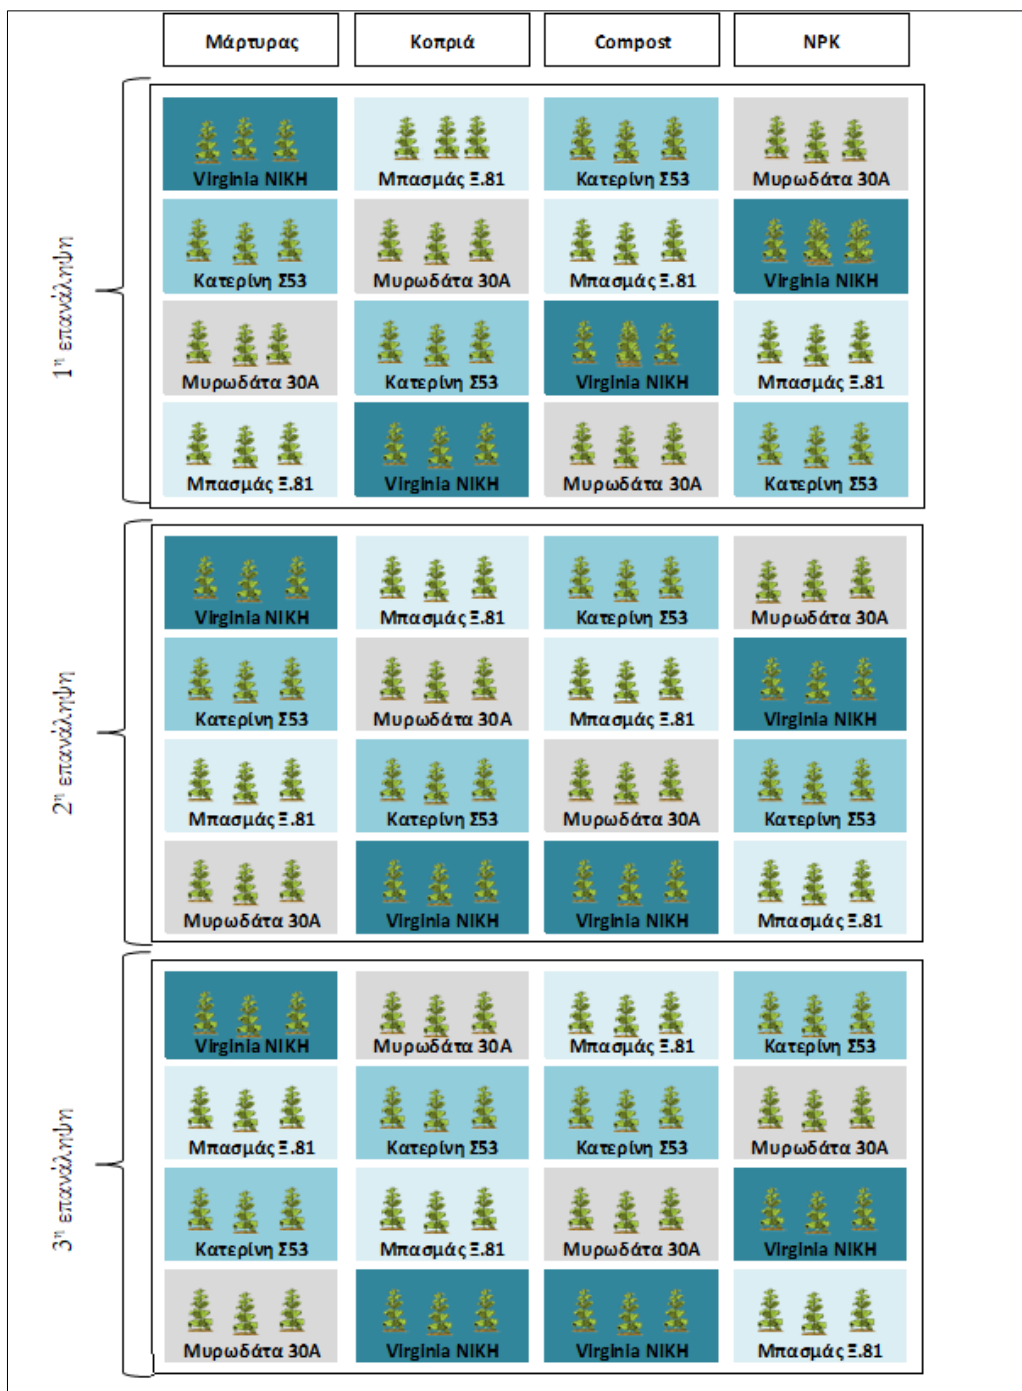 Μάρτυρας Κοπριά Compost NPK
1η επανάληψη
Virginia ΝΙΚΗ Μπασμάς Ξ.81 Κατερίνη Σ53 Μυρωδάτα 30Α
Κατερίνη Σ53 Μυρωδάτα 30Α Μπασμάς Ξ.81 Virginia ΝΙΚΗ
Μυρωδάτα 30Α Κατερίνη Σ53 Virginia ΝΙΚΗ Μπασμάς Ξ.81
Μπασμάς Ξ.81 Virginia ΝΙΚΗ Μυρωδάτα 30Α Κατερίνη Σ53
2η επανάληψη
Virginia ΝΙΚΗ Μπασμάς Ξ.81 Κατερίνη Σ53 Μυρωδάτα 30Α
Κατερίνη Σ53 Μυρωδάτα 30Α Μπασμάς Ξ.81 Virginia ΝΙΚΗ
Μπασμάς Ξ.81 Κατερίνη Σ53 Μυρωδάτα 30Α Κατερίνη Σ53
Μυρωδάτα 30Α Virginia ΝΙΚΗ Virginia ΝΙΚΗ Μπασμάς Ξ.81
3η επανάληψη
Virginia ΝΙΚΗ Μυρωδάτα 30Α Μπασμάς Ξ.81 Κατερίνη Σ53
Μπασμάς Ξ.81 Κατερίνη Σ53 Κατερίνη Σ53 Μυρωδάτα 30Α
Κατερίνη Σ53 Μπασμάς Ξ.81 Μυρωδάτα 30Α Virginia ΝΙΚΗ
Μυρωδάτα 30Α Virginia ΝΙΚΗ Virginia ΝΙΚΗ Μπασμάς Ξ.81